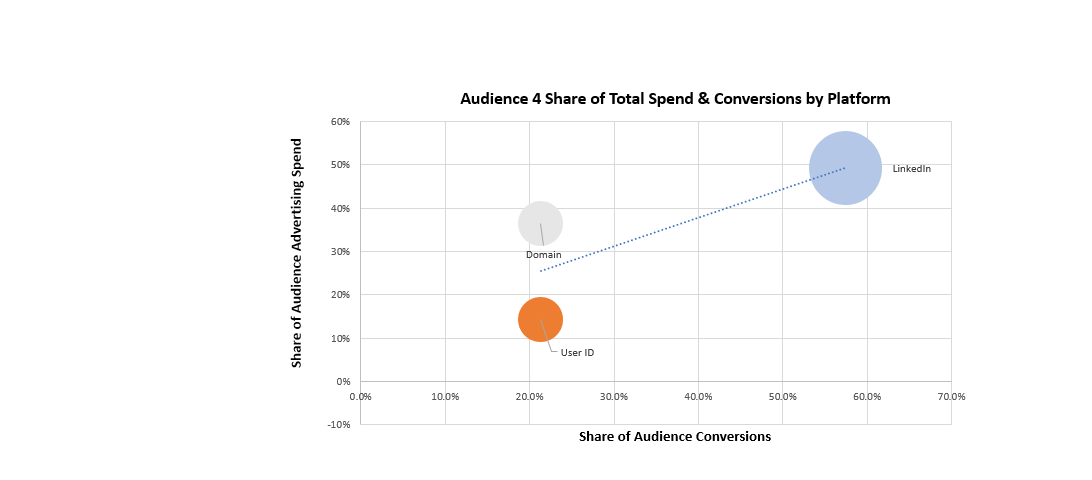 Audience 4 Share of Total Spend & Conversions by Platform
Share of Audience Advertising Spend
60%
50%
40%
30%
20%
10%
0%
-10%
LinkedIn
Domain
User ID
0.0% 10.0% 20.0% 30.0% 40.0% 50.0% 60.0% 70.0%
Share of Audience Conversions